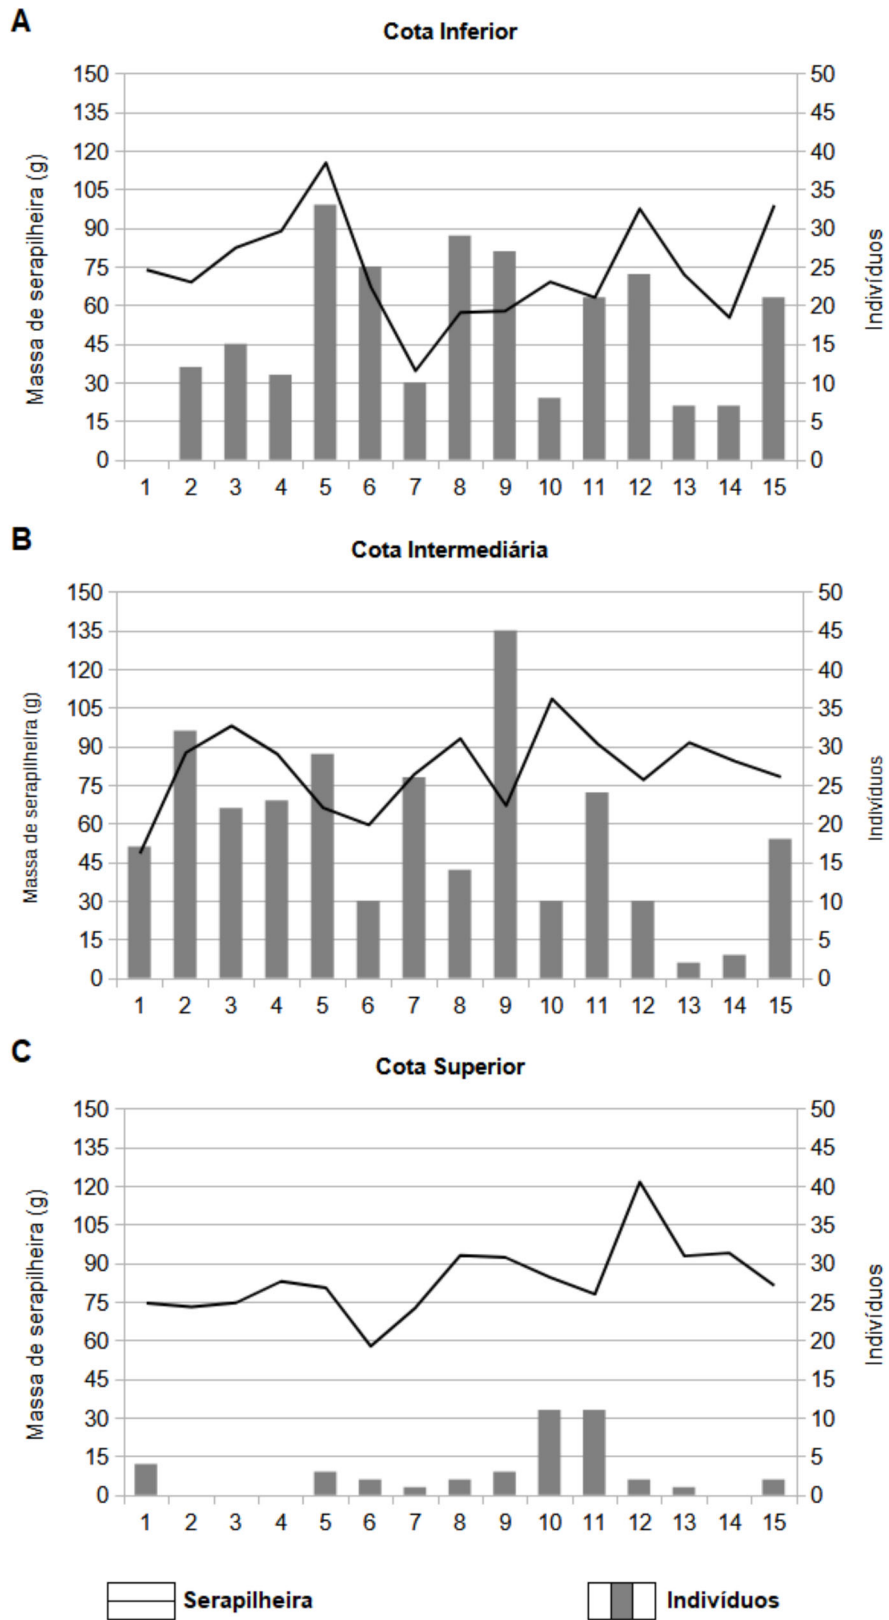 A
Cota Inferior
150 50
135 45
120 40
105 35
90 30
75 25
60 20
45 15
30 10
15 5
0 0
Massa de serapilheira (g)
Indivíduos
1 2 3 4 5 6 7 8 9 10 11 12 13 14 15
B
Cota Intermediária
150 50
135 45
120 40
105 35
90 30
75 25
60 20
45 15
30 10
15 5
0 0
Massa de serapilheira (g)
Indivíduos
1 2 3 4 5 6 7 8 9 10 11 12 13 14 15
C
Cota Superior
150 50
135 45
120 40
105 35
90 30
75 25
60 20
45 15
30 10
15 5
0 0
Massa de serapilheira (g)
Indivíduos
1 2 3 4 5 6 7 8 9 10 11 12 13 14 15
Serapilheira Indivíduos